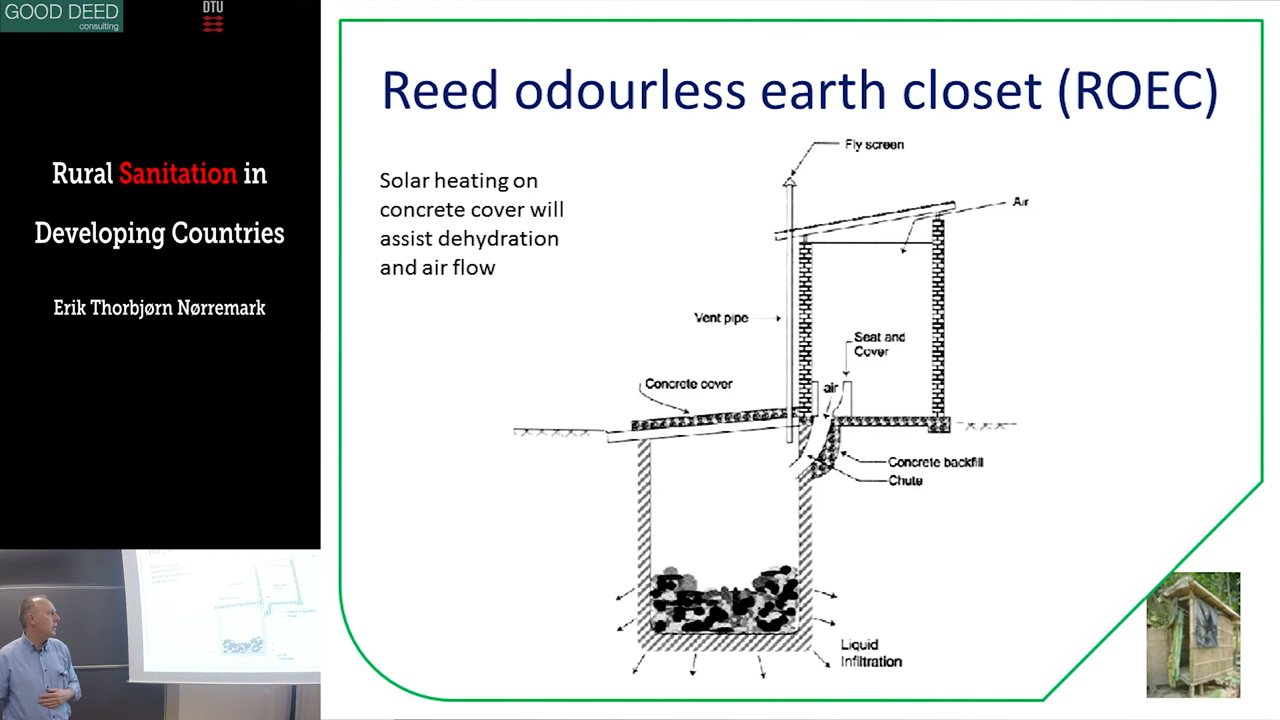 GOOD DEED
consulting
DTU
Rural Sanitation in
Developing Countries
Erik Thorbjørn Nørremark
Reed odourless earth closet (ROEC)
Solar heating on
concrete cover will
assist dehydration
and air flow
Fly screen
Air
Vent pipe
Seat and
Cover
air
Concrete cover
Concrete backfill
Chute
Liquid
Infiltration